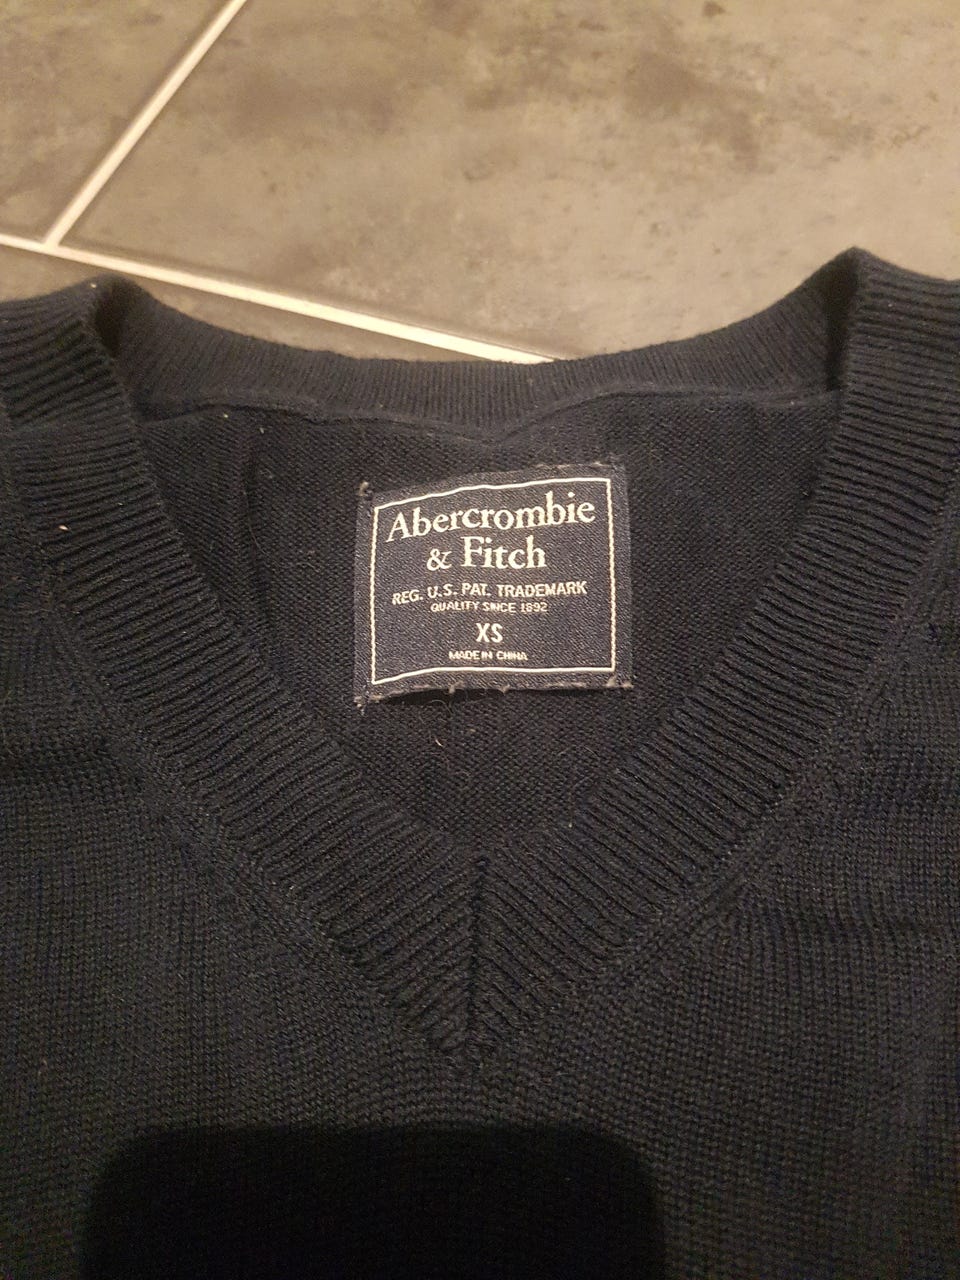 Abercrombie
& Fitch
REG. U.S. PAT. TRADEMARK
QUALITY SINCE 1892
XS
MADE IN CHINA